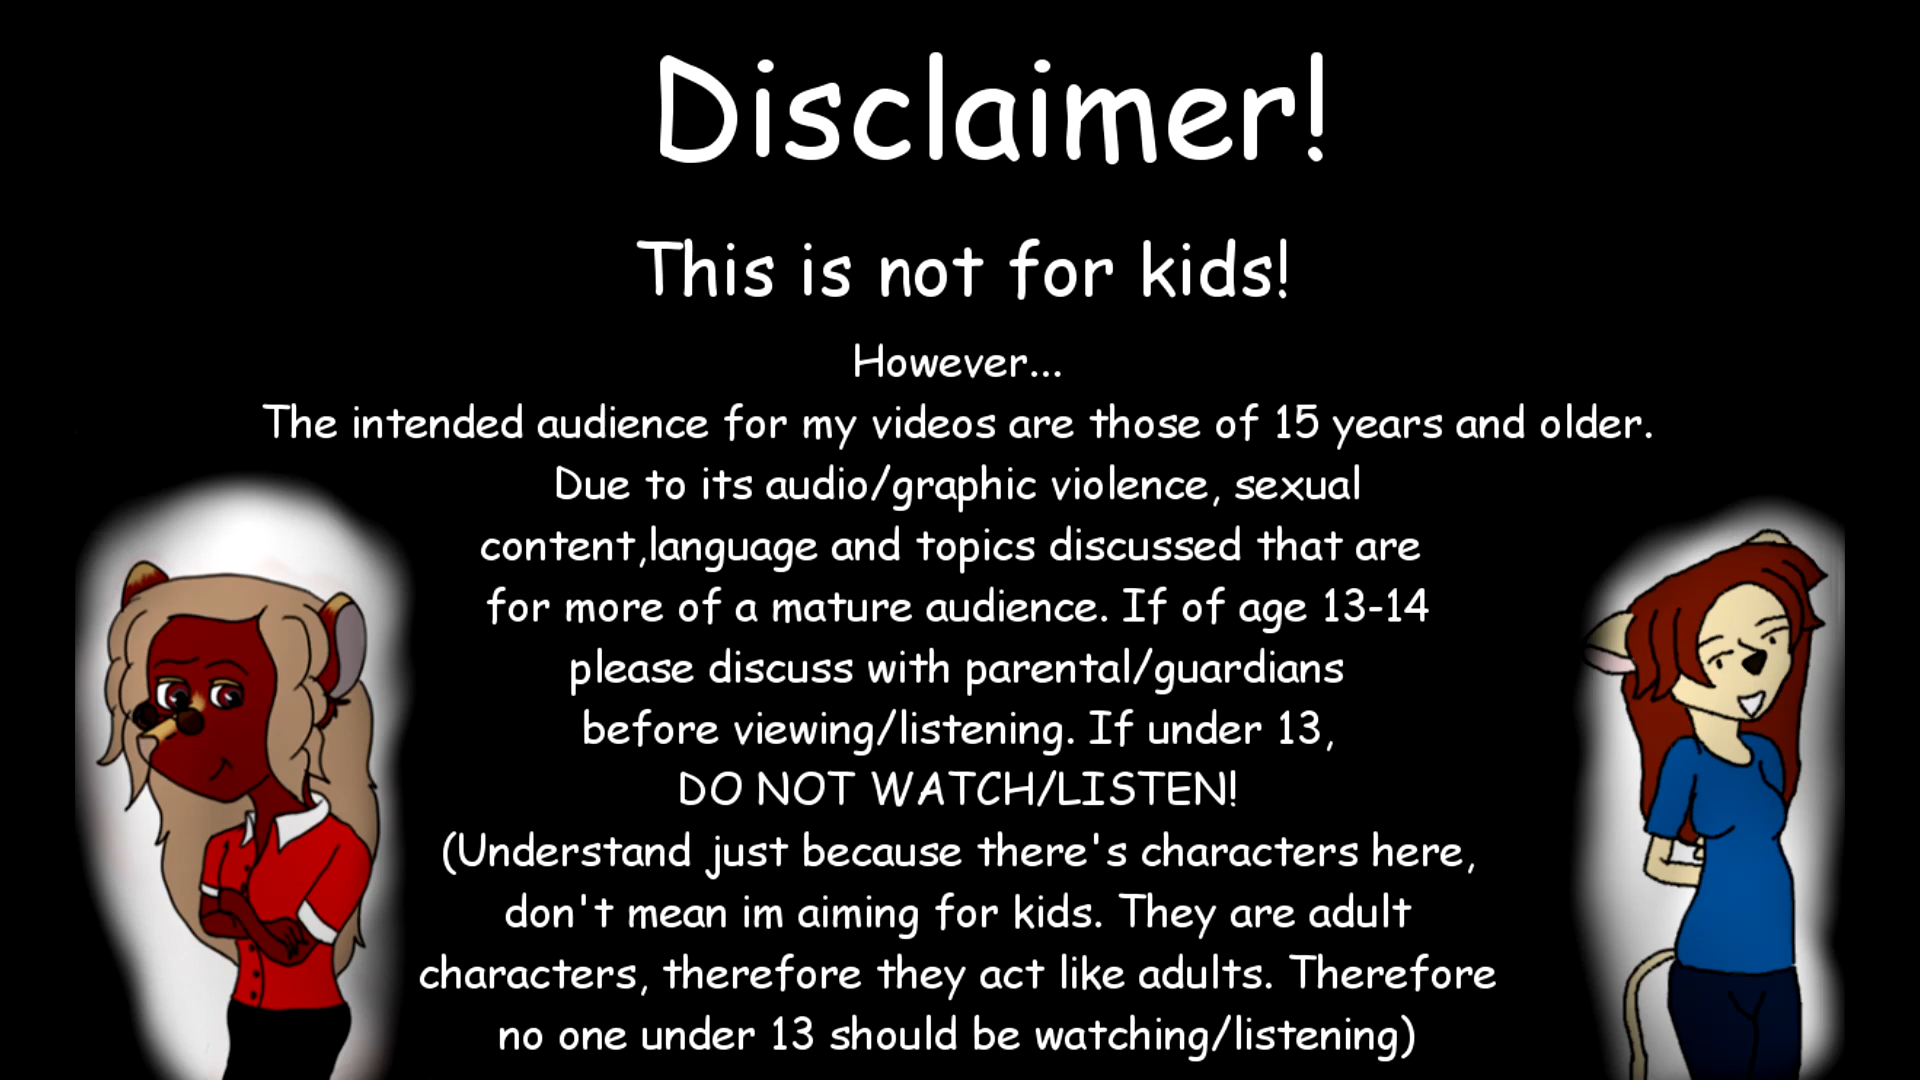 Disclaimer!
This is not for kids!
However...
The intended audience for my videos are those of 15 years and older.
Due to its audio/graphic violence, sexual
content,language and topics discussed that are
for more of a mature audience. If of age 13-14
please discuss with parental/guardians
before viewing/listening. If under 13,
DO NOT WATCH/LISTEN!
(Understand just because there's characters here,
don't mean im aiming for kids. They are adult
characters, therefore they act like adults. Therefore
no one under 13 should be watching/listening)